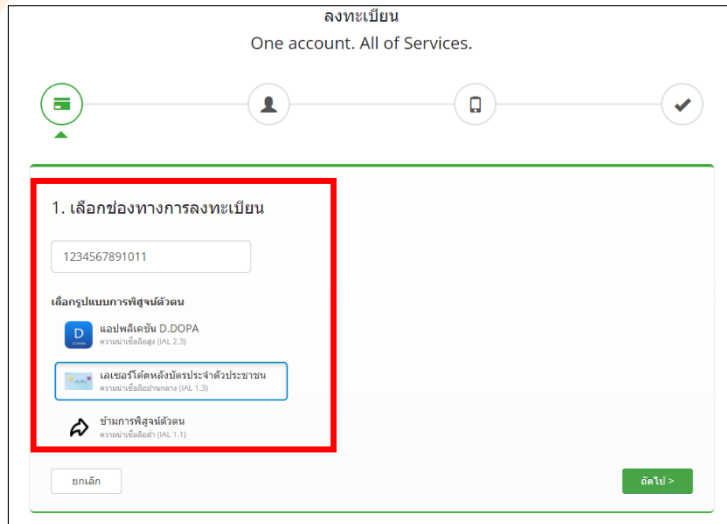 ลงทะเบียน
One account. All of Services.
1. เลือกช่องทางการลงทะเบียน
1234567891011
เลือกรูปแบบการพิสูจน์ตัวตน
แอปพลิเคชัน D.DOPA
ความน่าเชื่อถือสูง (IAL 2.3)
เลเซอร์โค้ดหลังบัตรประจำตัวประชาชน
ความน่าเชื่อถือปานกลาง (IAL 1.3)
ข้ามการพิสูจน์ตัวตน
ความน่าเชื่อถือต่ำ (IAL 1.1)
ยกเลิก
ถัดไป >